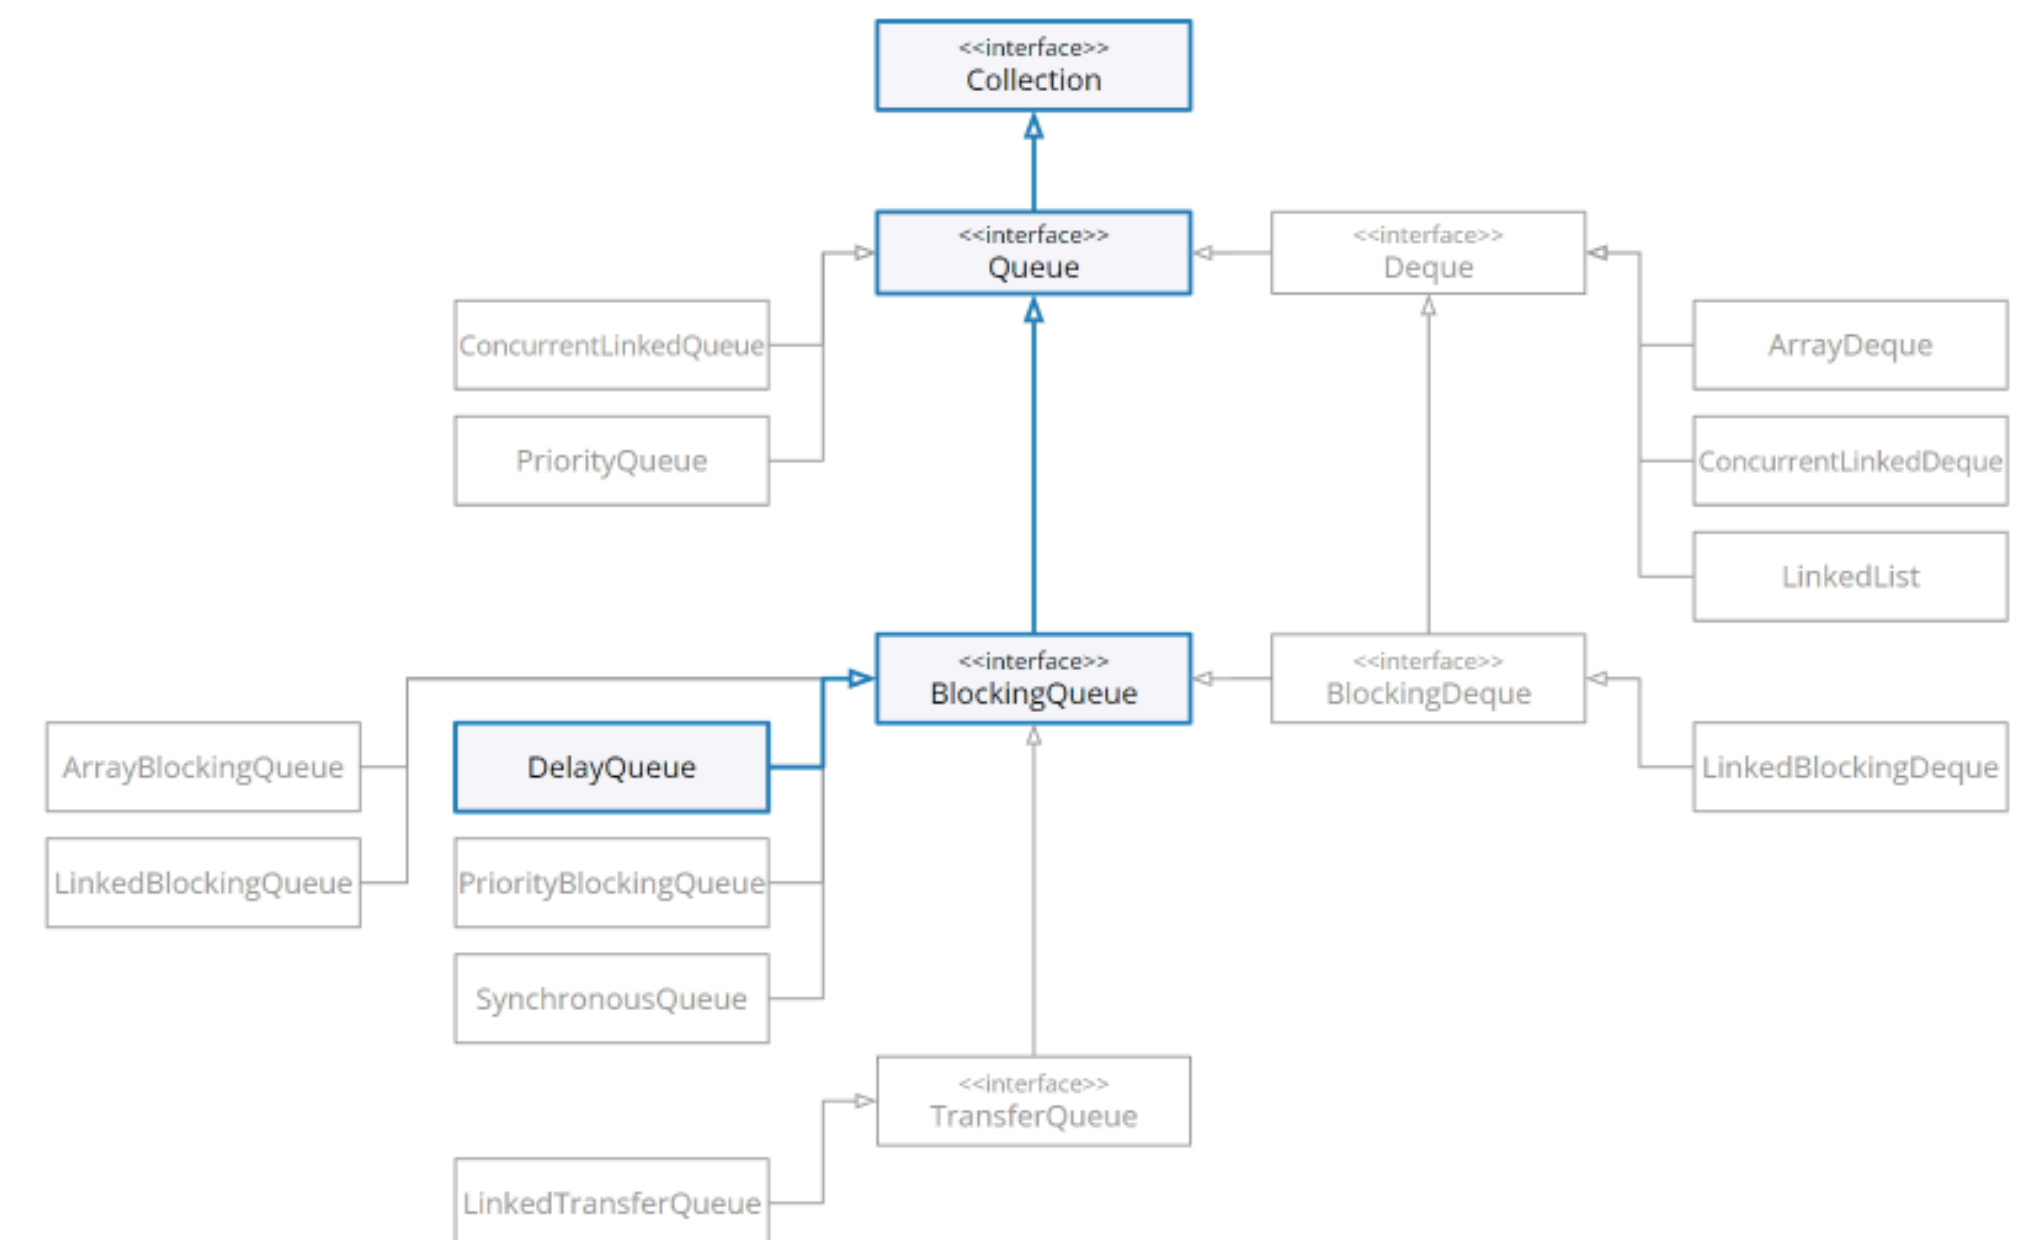 <<interface>>
Collection
<<interface>>
Queue
<<interface>>
Deque
ConcurrentLinkedQueue
ArrayDeque
PriorityQueue
ConcurrentLinkedDeque
LinkedList
<<interface>>
BlockingQueue
<<interface>>
BlockingDeque
ArrayBlockingQueue
DelayQueue
LinkedBlockingDeque
LinkedBlockingQueue
PriorityBlockingQueue
SynchronousQueue
<<interface>>
TransferQueue
LinkedTransferQueue